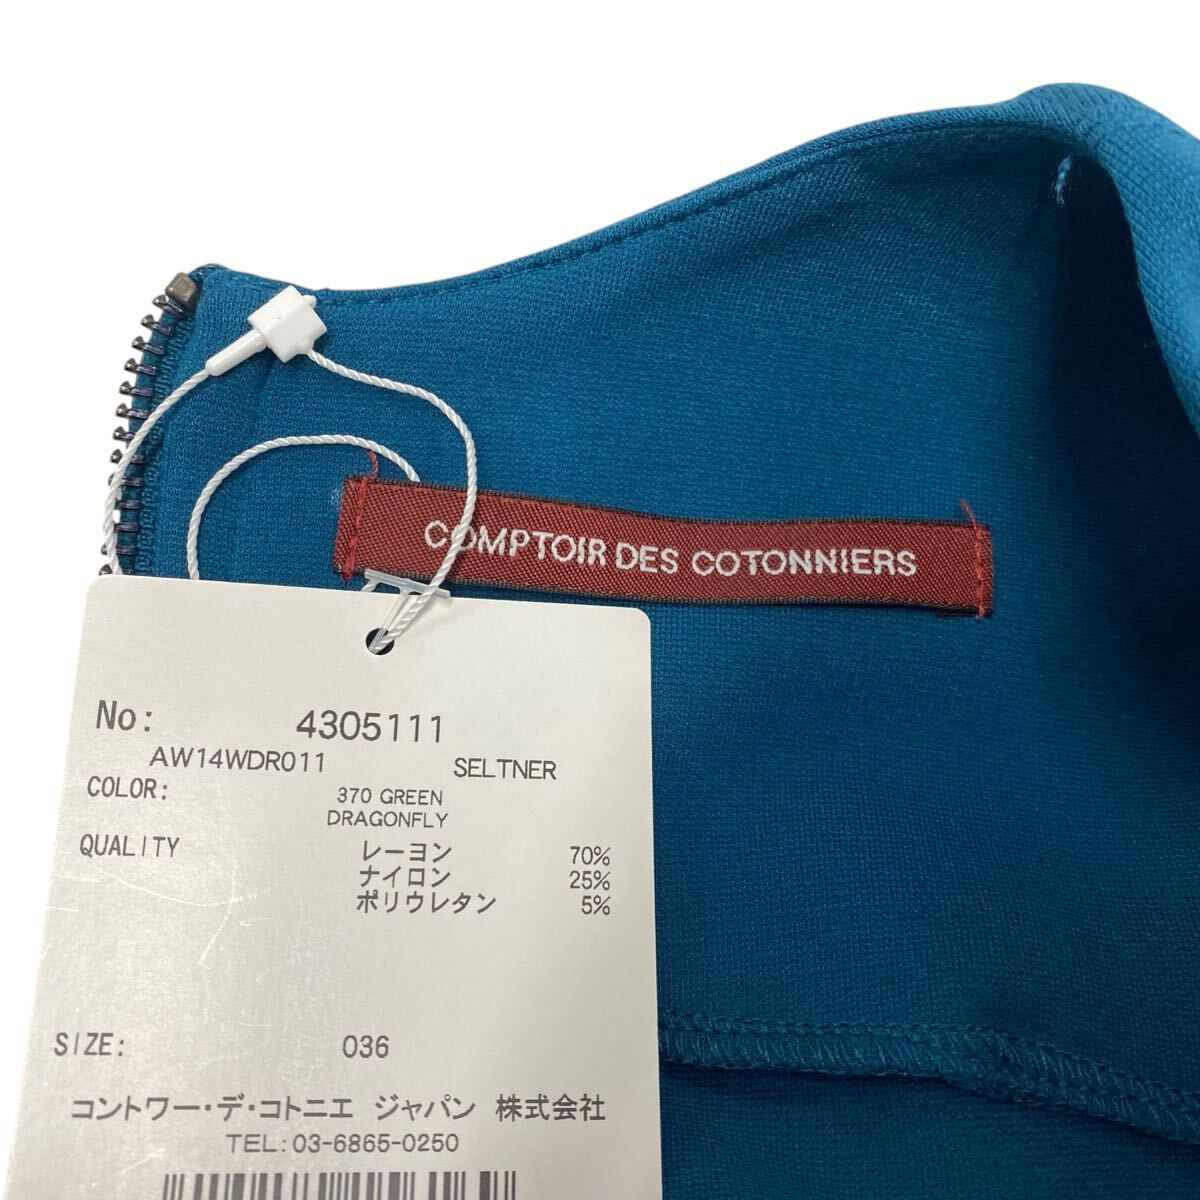 COMPTOIR DES COTONNIERS
No: 4305111
AW14WDR011 SELTNER
COLOR: 370 GREEN
DRAGONFLY
QUALITY レーヨン 70%
ナイロン 25%
ポリウレタン 5%
SIZE: 036
コントワー・デ・コトニエ ジャパン 株式会社
TEL:03-6865-0250